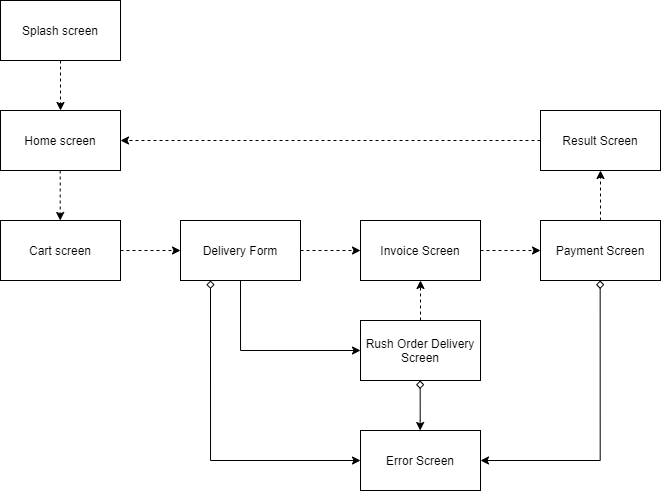 Splash screen
Home screen
Result Screen
Cart screen
Delivery Form
Invoice Screen
Payment Screen
Rush Order Delivery
Screen
Error Screen